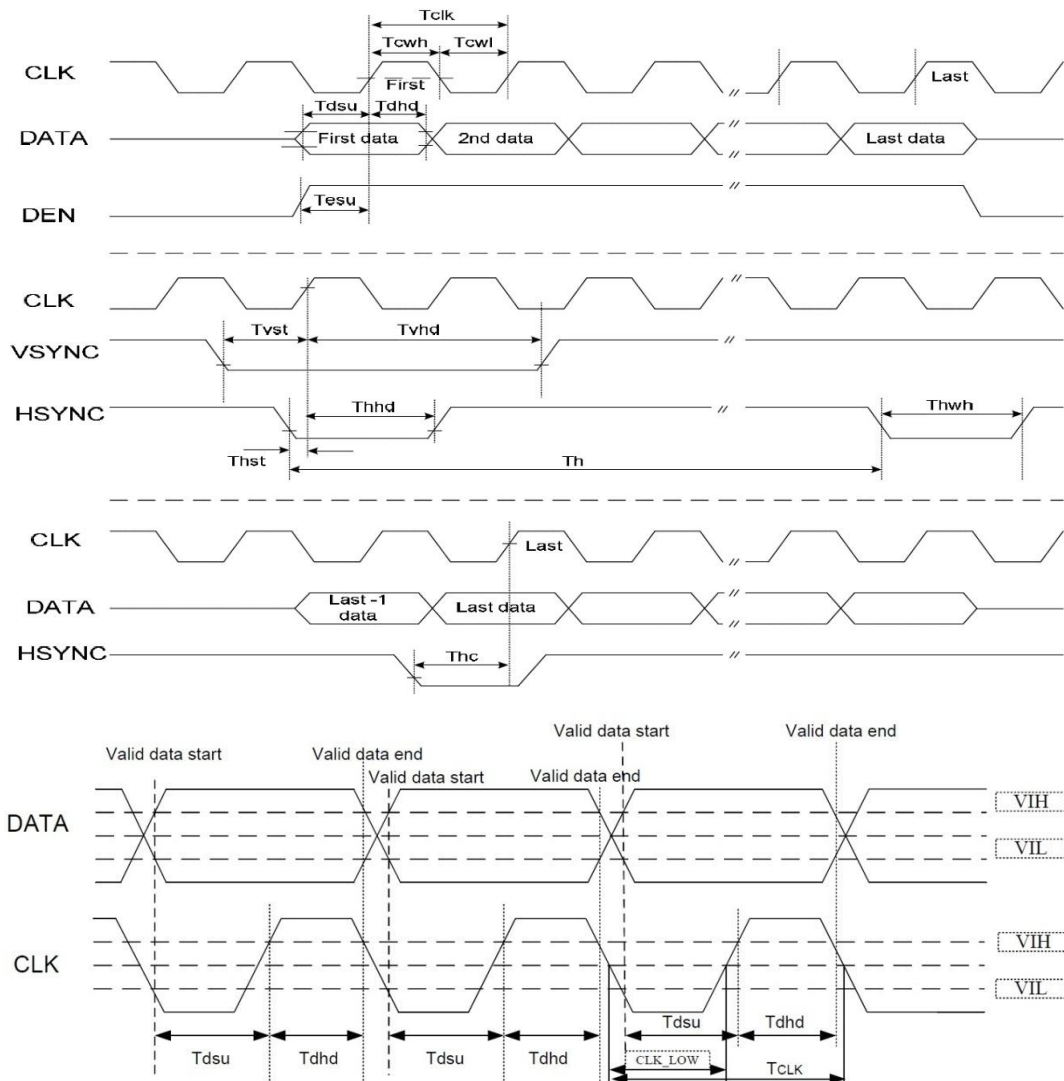 Tclk
Tcwh Tcwl
CLK First Last
Tdsu Tdhd
DATA First data 2nd data Last data
DEN Tesu
CLK
Tvst Tvhd
VSYNC
HSYNC Thhd Thwh
Thst Th
CLK Last
DATA Last -1 data Last data
HSYNC Thc
Valid data start Valid data end
Valid data start Valid data end
Valid data start Valid data end
DATA VIH
VIL
CLK VIH
VIL
Tdsu Tdhd Tdsu Tdhd Tdsu Tdhd
CLK_LOW TCLK